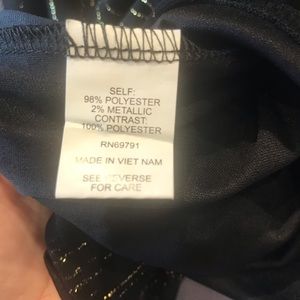 SELF:
98% POLYESTER
2% METALLIC
CONTRAST:
100% POLYESTER
RN69791
MADE IN VIET NAM
SEE REVERSE
FOR CARE